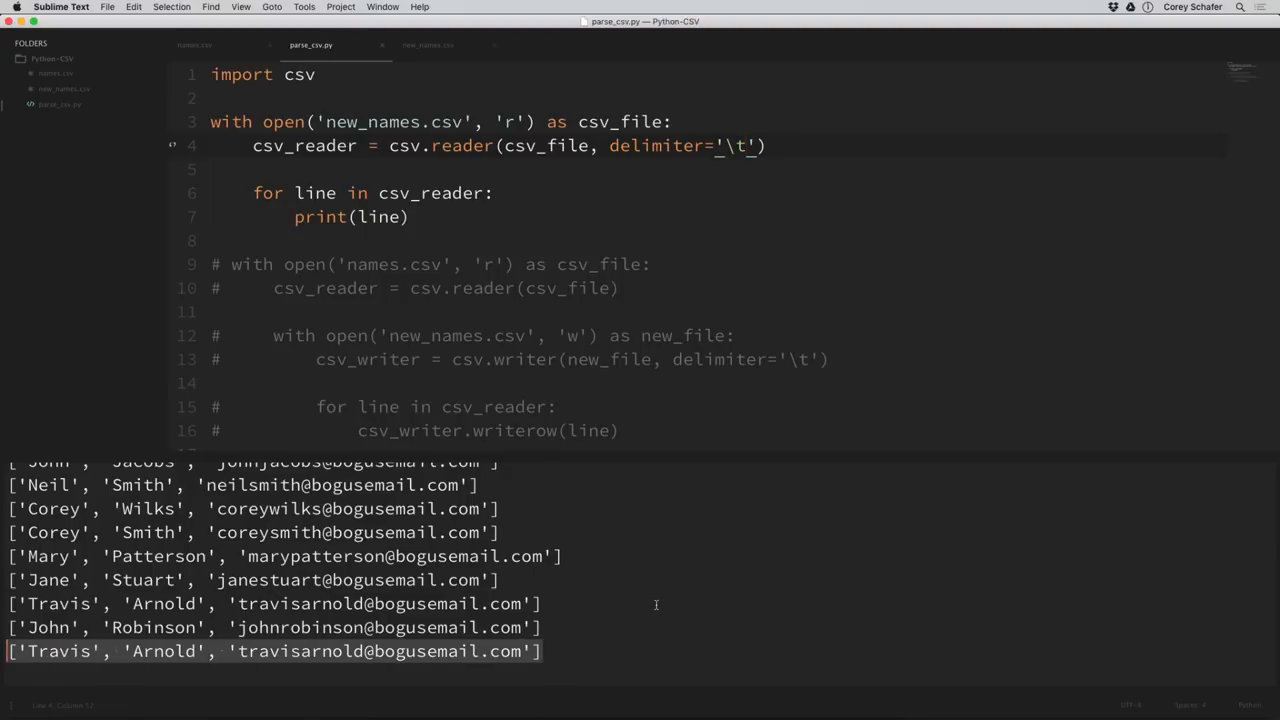 Sublime Text File Edit Selection Find View Goto Tools Project Window Help Corey Schafer
parse_csv.py — Python-CSV
FOLDERS
Python-CSV
names.csv
new_names.csv
parse_csv.py
names.csv parse_csv.py new_names.csv
1 import csv
2
3 with open('new_names.csv', 'r') as csv_file:
4 csv_reader = csv.reader(csv_file, delimiter='\t')
5
6 for line in csv_reader:
7 print(line)
8
9 # with open('names.csv', 'r') as csv_file:
10 # csv_reader = csv.reader(csv_file)
11
12 # with open('new_names.csv', 'w') as new_file:
13 # csv_writer = csv.writer(new_file, delimiter='\t')
14
15 # for line in csv_reader:
16 # csv_writer.writerow(line)
['John', 'Jacobs', 'johnjacobs@bogusemail.com']
['Neil', 'Smith', 'neilsmith@bogusemail.com']
['Corey', 'Wilks', 'coreywilks@bogusemail.com']
['Corey', 'Smith', 'coreysmith@bogusemail.com']
['Mary', 'Patterson', 'marypatterson@bogusemail.com']
['Jane', 'Stuart', 'janestuart@bogusemail.com']
['Travis', 'Arnold', 'travisarnold@bogusemail.com']
['John', 'Robinson', 'johnrobinson@bogusemail.com']
['Travis', 'Arnold', 'travisarnold@bogusemail.com']
Line 4, Column 52 UTF-8 Spaces: 4 Python